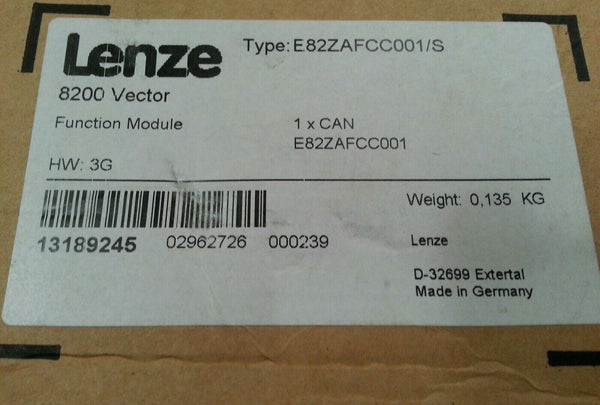 Lenze
Type: E82ZAFCC001/S
8200 Vector
Function Module
1 x CAN
E82ZAFCC001
HW: 3G
Weight: 0,135 KG
13189245 02962726 000239
Lenze
D-32699 Extertal
Made in Germany